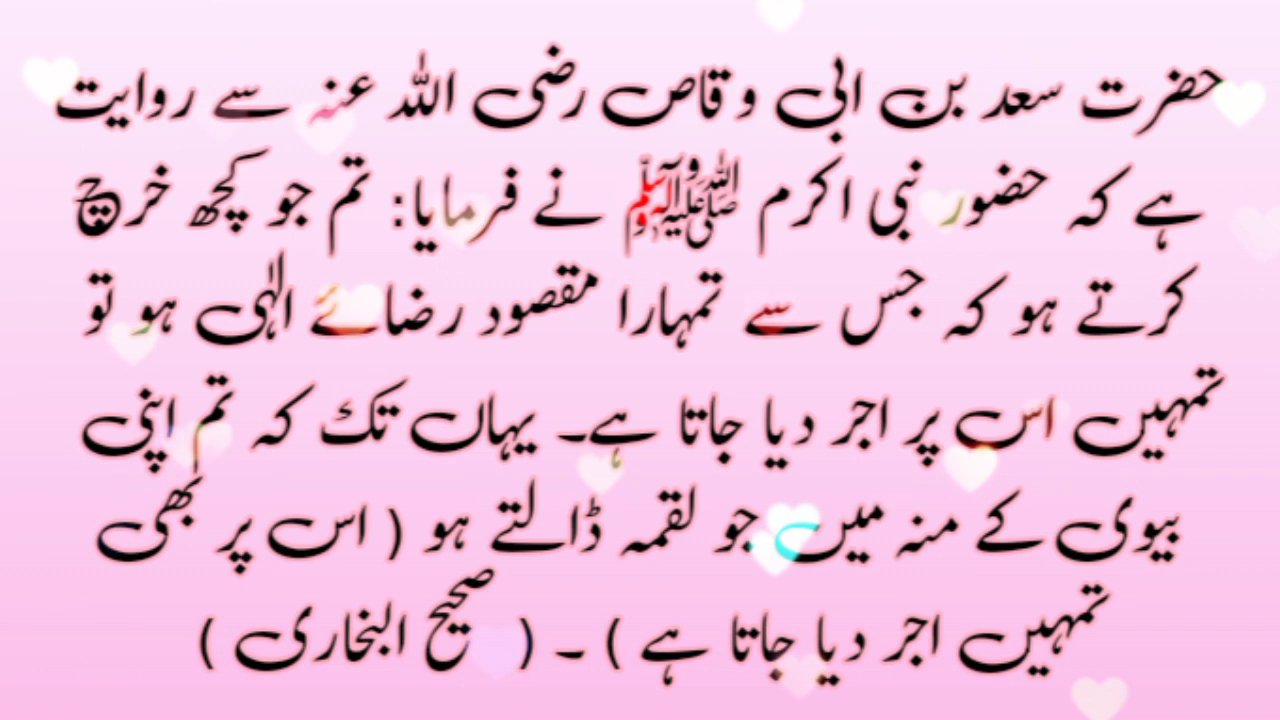 حضرت سعد بن ابی وقاص رضی اللہ عنہ سے روایت
ہے کہ حضور نبی اکرم ﷺ نے فرمایا: تم جو کچھ خرچ
کرتے ہو کہ جس سے تمہارا مقصود رضائے الٰہی ہو تو
تمہیں اس پر اجر دیا جاتا ہے۔ یہاں تک کہ تم اپنی
بیوی کے منہ میں جو لقمہ ڈالتے ہو ( اس پر بھی
تمہیں اجر دیا جاتا ہے ) ۔ ( صحیح البخاری )